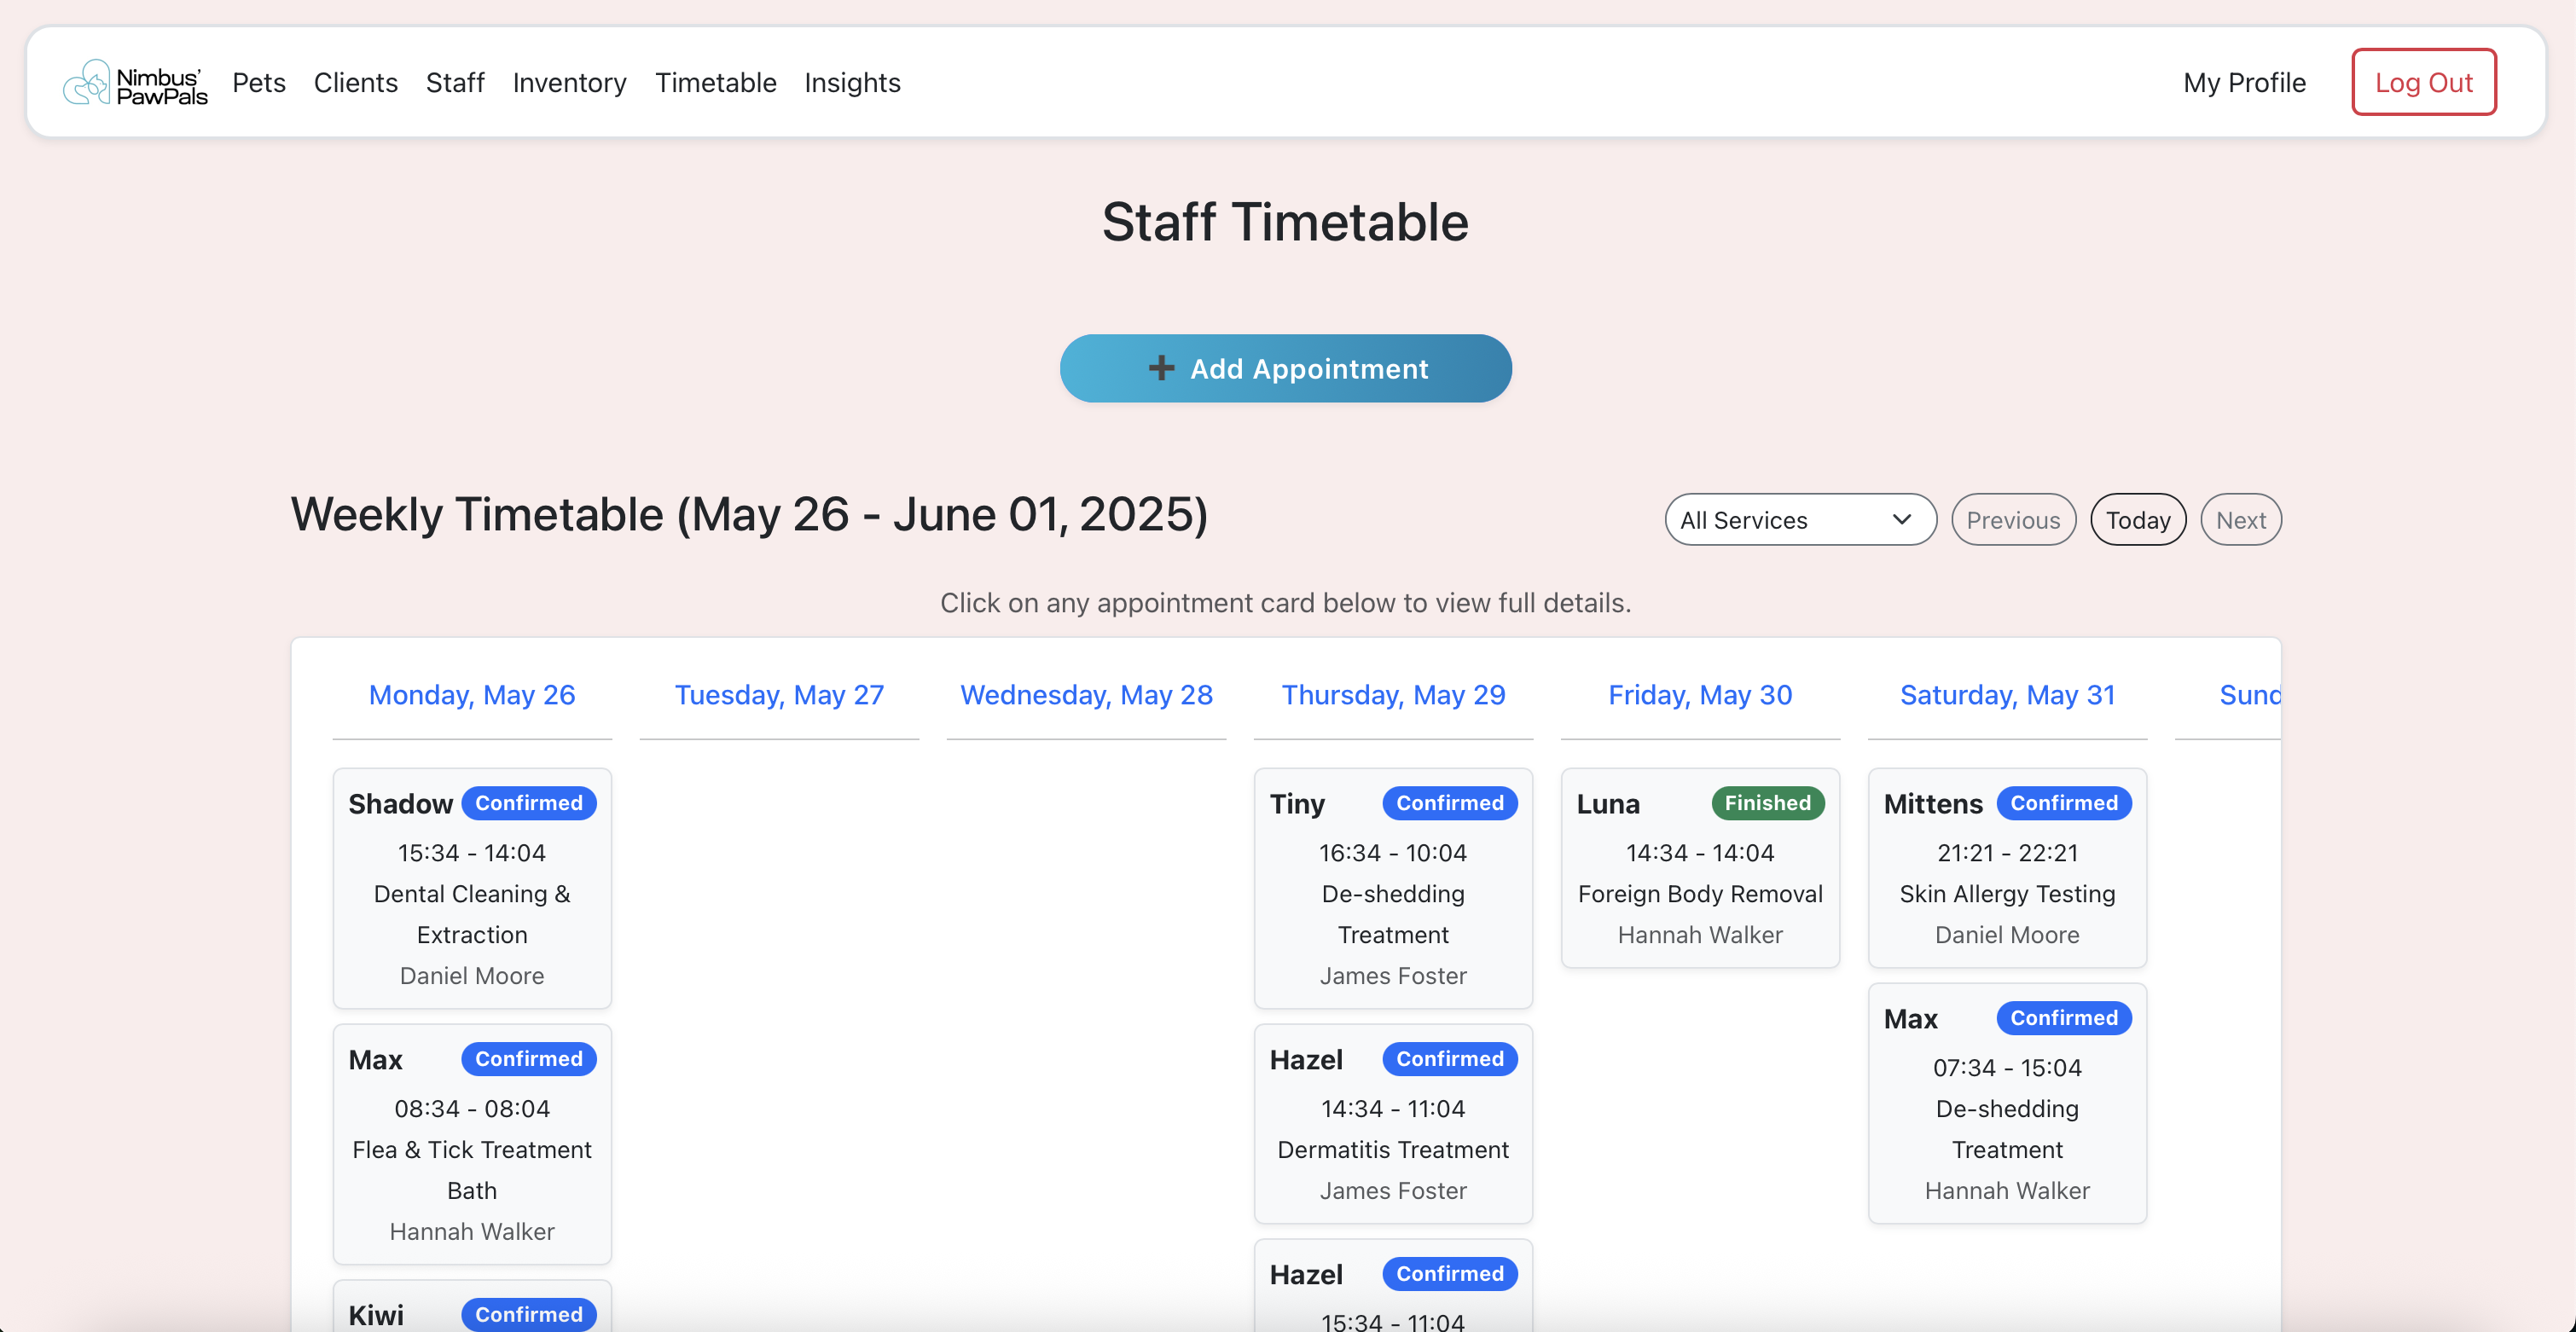 Nimbus'
PawPals
Pets Clients Staff Inventory Timetable Insights My Profile Log Out
Staff Timetable
Add Appointment
Weekly Timetable (May 26 - June 01, 2025)
All Services Previous Today Next
Click on any appointment card below to view full details.
Monday, May 26
Shadow Confirmed
15:34 - 14:04
Dental Cleaning &
Extraction
Daniel Moore
Max Confirmed
08:34 - 08:04
Flea & Tick Treatment
Bath
Hannah Walker
Kiwi Confirmed
Tuesday, May 27
Wednesday, May 28
Thursday, May 29
Tiny Confirmed
16:34 - 10:04
De-shedding
Treatment
James Foster
Hazel Confirmed
14:34 - 11:04
Dermatitis Treatment
James Foster
Hazel Confirmed
15:34 - 11:04
Friday, May 30
Luna Finished
14:34 - 14:04
Foreign Body Removal
Hannah Walker
Saturday, May 31
Mittens Confirmed
21:21 - 22:21
Skin Allergy Testing
Daniel Moore
Max Confirmed
07:34 - 15:04
De-shedding
Treatment
Hannah Walker
Sund